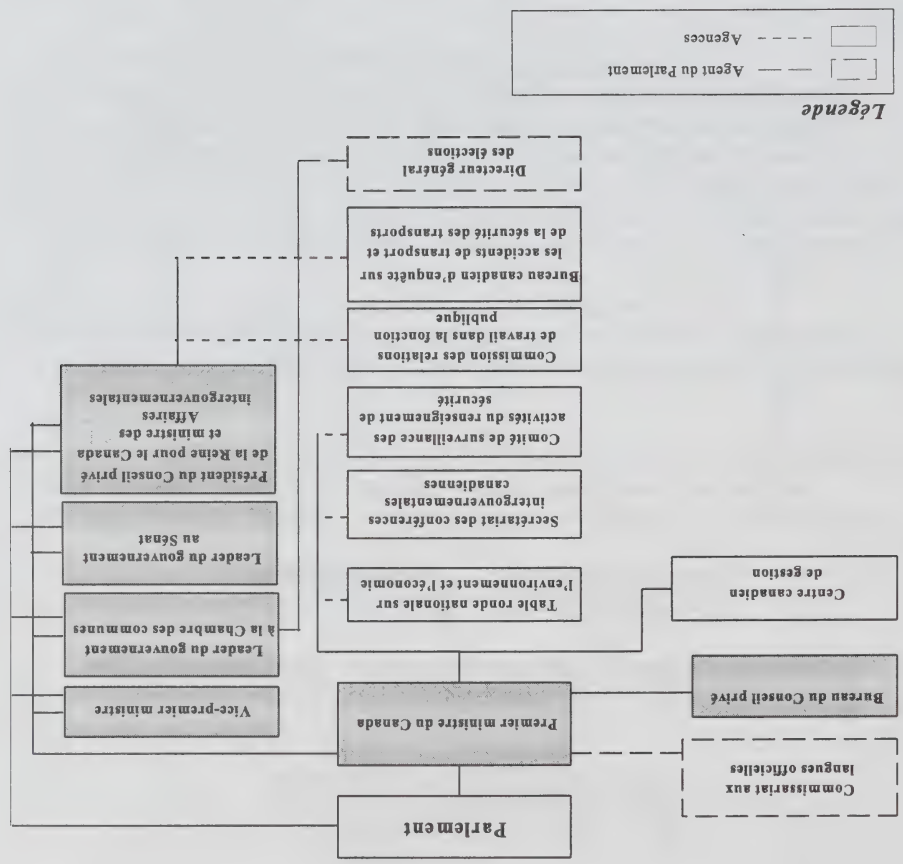 Parlement
Commissariat aux
langues officielles
Premier ministre
du Canada
Bureau du Conseil privé
Centre canadien
de gestion
Vice-premier ministre
Leader du gouvernement
à la Chambre des communes
Leader du gouvernement
au Sénat
Président du Conseil privé
de la Reine pour le Canada
et ministre des
Affaires
intergouvernementales
Table ronde nationale sur
l'environnement et l'économie
Secrétariat des conférences
intergouvernementales
canadiennes
Comité de surveillance des
activités du renseignement de
sécurité
Commission des relations
de travail dans la fonction
publique
Bureau canadien d'enquête sur
les accidents de transport et
de la sécurité des transports
Directeur général
des élections
Légende
Agent du Parlement
Agences